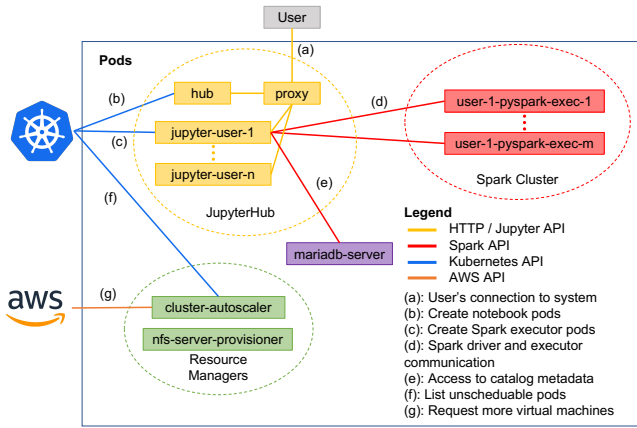 User
(a)
Pods
(b)
hub
proxy
(d)
user-1-pyspark-exec-1
(c)
jupyter-user-1
user-1-pyspark-exec-m
jupyter-user-n
(e)
Spark Cluster
(f)
JupyterHub
Legend
HTTP / Jupyter API
mariadb-server
Spark API
Kubernetes API
AWS API
aws
(g)
cluster-autoscaler
nfs-server-provisioner
Resource
Managers
(a): User's connection to system
(b): Create notebook pods
(c): Create Spark executor pods
(d): Spark driver and executor
communication
(e): Access to catalog metadata
(f): List unscheduable pods
(g): Request more virtual machines